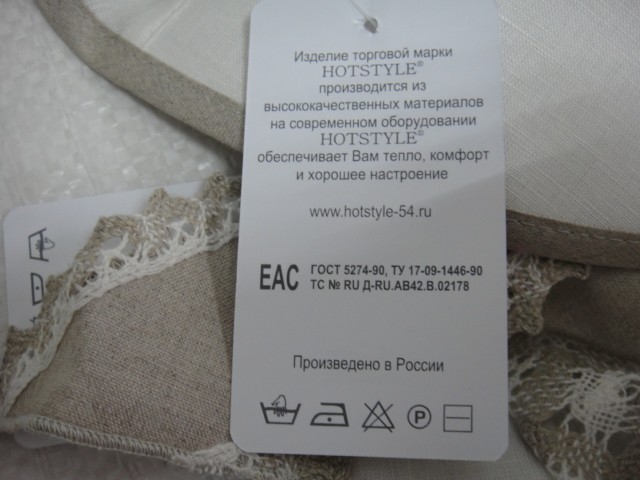 Изделие торговой марки
HOTSTYLE®
производится из
высококачественных материалов
на современном оборудовании
HOTSTYLE®
обеспечивает Вам тепло, комфорт
и хорошее настроение
www.hotstyle-54.ru
EAC ГОСТ 5274-90, ТУ 17-09-1446-90
ТС № RU Д-RU.АВ42.В.02178
Произведено в России
P